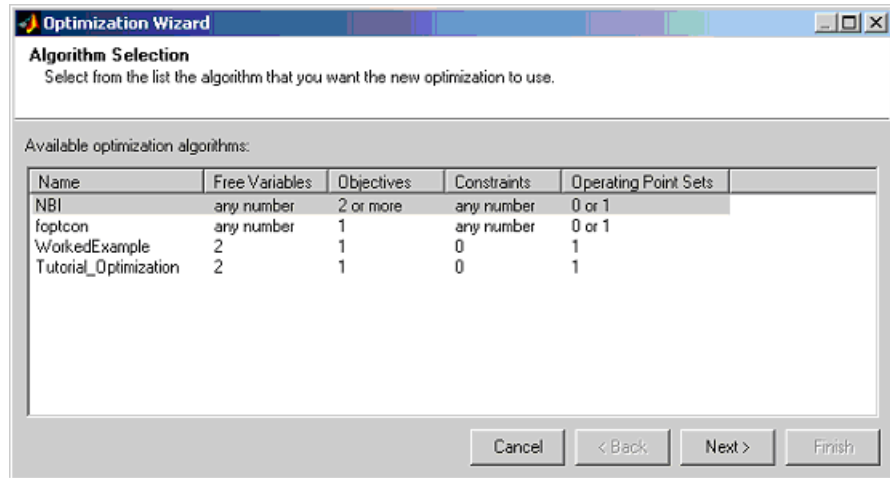 Optimization Wizard
Algorithm Selection
Select from the list the algorithm that you want the new optimization to use.
Available optimization algorithms:
Name Free Variables Objectives Constraints Operating Point Sets
NBI any number 2 or more any number 0 or 1
foptcon any number 1 any number 0 or 1
WorkedExample 2 1 0 1
Tutorial_Optimization 2 1 0 1
Cancel < Back Next > Finish